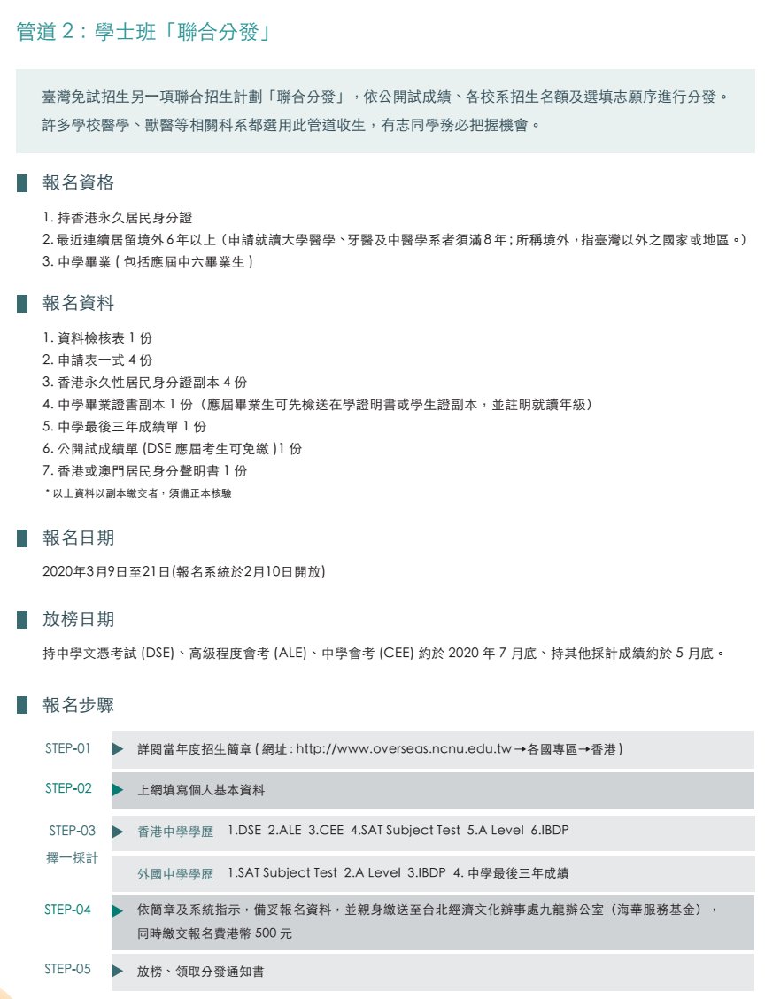 管道 2：學士班「聯合分發」
臺灣免試招生另一項聯合招生計劃「聯合分發」，依公開試成績、各校系招生名額及選填志願序進行分發。
許多學校醫學、獸醫等相關科系都選用此管道收生，有志同學務必把握機會。
報名資格
1. 持香港永久居民身分證
2. 最近連續居留境外 6 年以上（申請就讀大學醫學、牙醫及中醫學系者須滿 8 年；所稱境外，指臺灣以外之國家或地區。）
3. 中學畢業 ( 包括應屆中六畢業生 )
報名資料
1. 資料檢核表 1 份
2. 申請表一式 4 份
3. 香港永久性居民身分證副本 4 份
4. 中學畢業證書副本 1 份（應屆畢業生可先檢送在學證明書或學生證副本，並註明就讀年級）
5. 中學最後三年成績單 1 份
6. 公開試成績單 (DSE 應屆考生可免繳 )1 份
7. 香港或澳門居民身分聲明書 1 份
* 以上資料以副本繳交者，須備正本核驗
報名日期
2020年3月9日至21日(報名系統於2月10日開放)
放榜日期
持中學文憑考試 (DSE)、高級程度會考 (ALE)、中學會考 (CEE) 約於 2020 年 7 月底、持其他採計成績約於 5 月底。
報名步驟
STEP-01 ▶ 詳閱當年度招生簡章 ( 網址 : http://www.overseas.ncnu.edu.tw→各國專區→香港 )
STEP-02 ▶ 上網填寫個人基本資料
STEP-03 ▶ 香港中學學歷 1.DSE 2.ALE 3.CEE 4.SAT Subject Test 5.A Level 6.IBDP
擇一採計
外國中學學歷 1.SAT Subject Test 2.A Level 3.IBDP 4. 中學最後三年成績
STEP-04 ▶ 依簡章及系統指示，備妥報名資料，並親身繳送至台北經濟文化辦事處九龍辦公室（海華服務基金），
同時繳交報名費港幣 500 元
STEP-05 ▶ 放榜、領取分發通知書